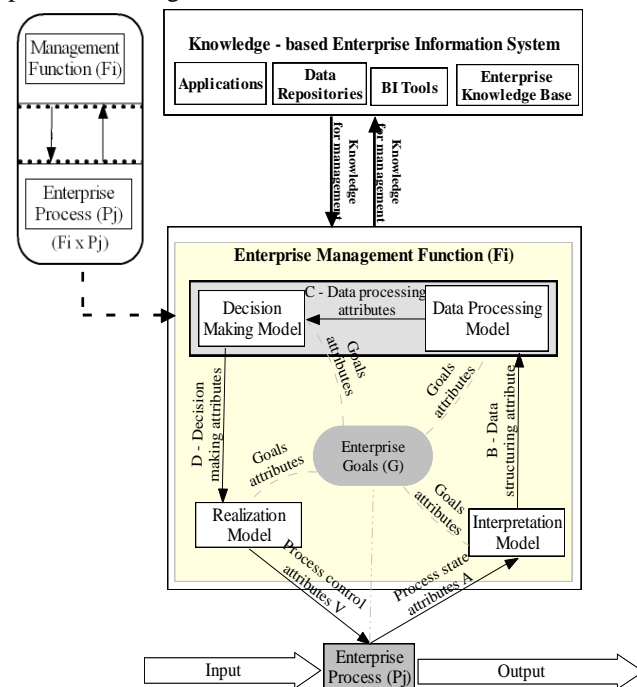 Management
Function (Fi)
Enterprise
Process (Pj)
(Fi x Pj)
Knowledge - based Enterprise Information System
Applications
Data
Repositories
BI Tools
Enterprise
Knowledge Base
Knowledge
for management
Knowledge
for management
Enterprise Management Function (Fi)
Decision
Making Model
C - Data processing
attributes
Data Processing
Model
Goals
attributes
Goals
attributes
D - Decision
making attributes
B - Data
structuring attribute
Enterprise
Goals (G)
Goals
attributes
Goals
attributes
Realization
Model
Interpretation
Model
Process control
attributes V
Process state
attributes A
Input
Enterprise
Process (Pj)
Output